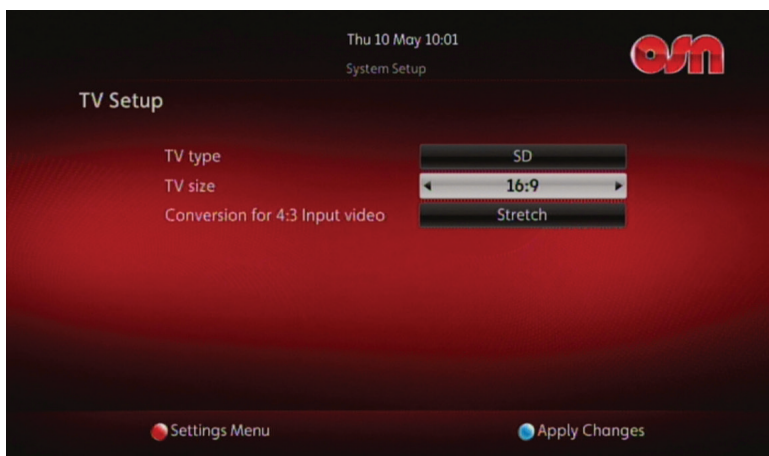 Thu 10 May 10:01
System Setup
osn
TV Setup
TV type SD
TV size 16:9
Conversion for 4:3 Input video Stretch
Settings Menu Apply Changes